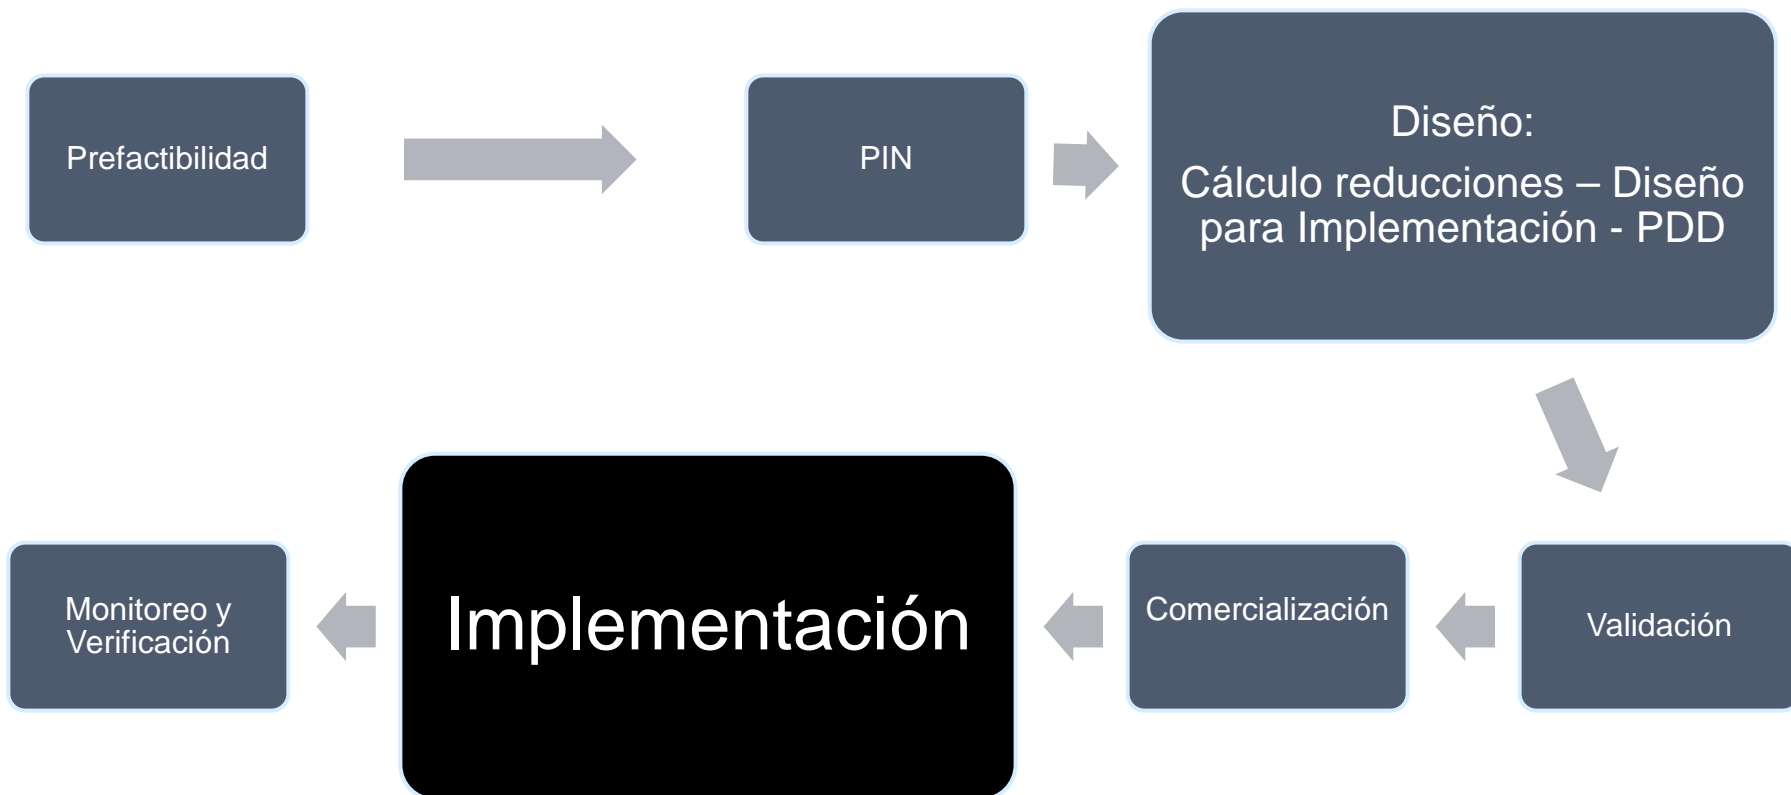 Prefactibilidad
PIN
Diseño:
Cálculo reducciones – Diseño
para Implementación - PDD
Monitoreo y
Verificación
Implementación
Comercialización
Validación